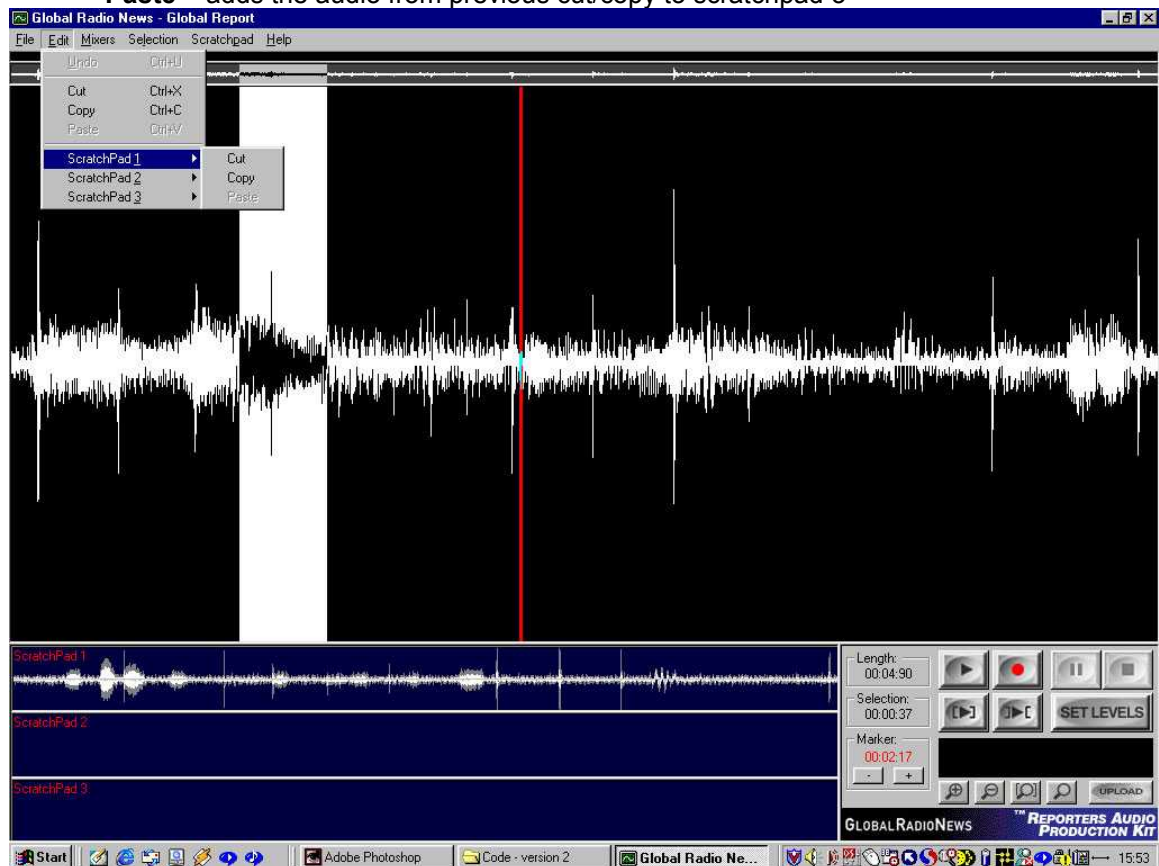 Paste – adds the audio from previous cut/copy to scratchpad 3
Global Radio News - Global Report
File Edit Mixers Selection Scratchpad Help
Undo Ctrl+U
Cut Ctrl+X
Copy Ctrl+C
Paste Ctrl+V
ScratchPad 1
ScratchPad 2
ScratchPad 3
Cut
Copy
Paste
ScratchPad 1
ScratchPad 2
ScratchPad 3
Length:
00:04:90
Selection:
00:00:37
Marker:
00:02:17
- +
SET LEVELS
UPLOAD
GLOBALRADIONEWS
™ REPORTERS AUDIO
PRODUCTION KIT
Start
Adobe Photoshop
Code - version 2
Global Radio Ne...
15:53